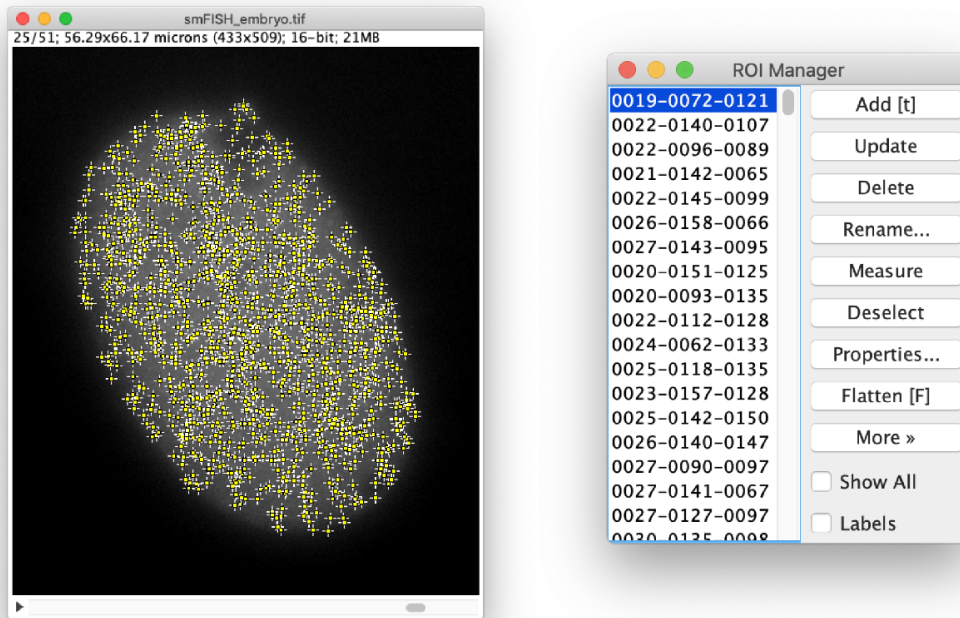 smFISH_embryo.tif
25/51; 56.29x66.17 microns (433x509); 16-bit; 21MB
ROI Manager
0019-0072-0121
0022-0140-0107
0022-0096-0089
0021-0142-0065
0022-0145-0099
0026-0158-0066
0027-0143-0095
0020-0151-0125
0020-0093-0135
0022-0112-0128
0024-0062-0133
0025-0118-0135
0023-0157-0128
0025-0142-0150
0026-0140-0147
0027-0090-0097
0027-0141-0067
0027-0127-0097
0030-0135-0098
Add [t]
Update
Delete
Rename...
Measure
Deselect
Properties...
Flatten [F]
More »
Show All
Labels